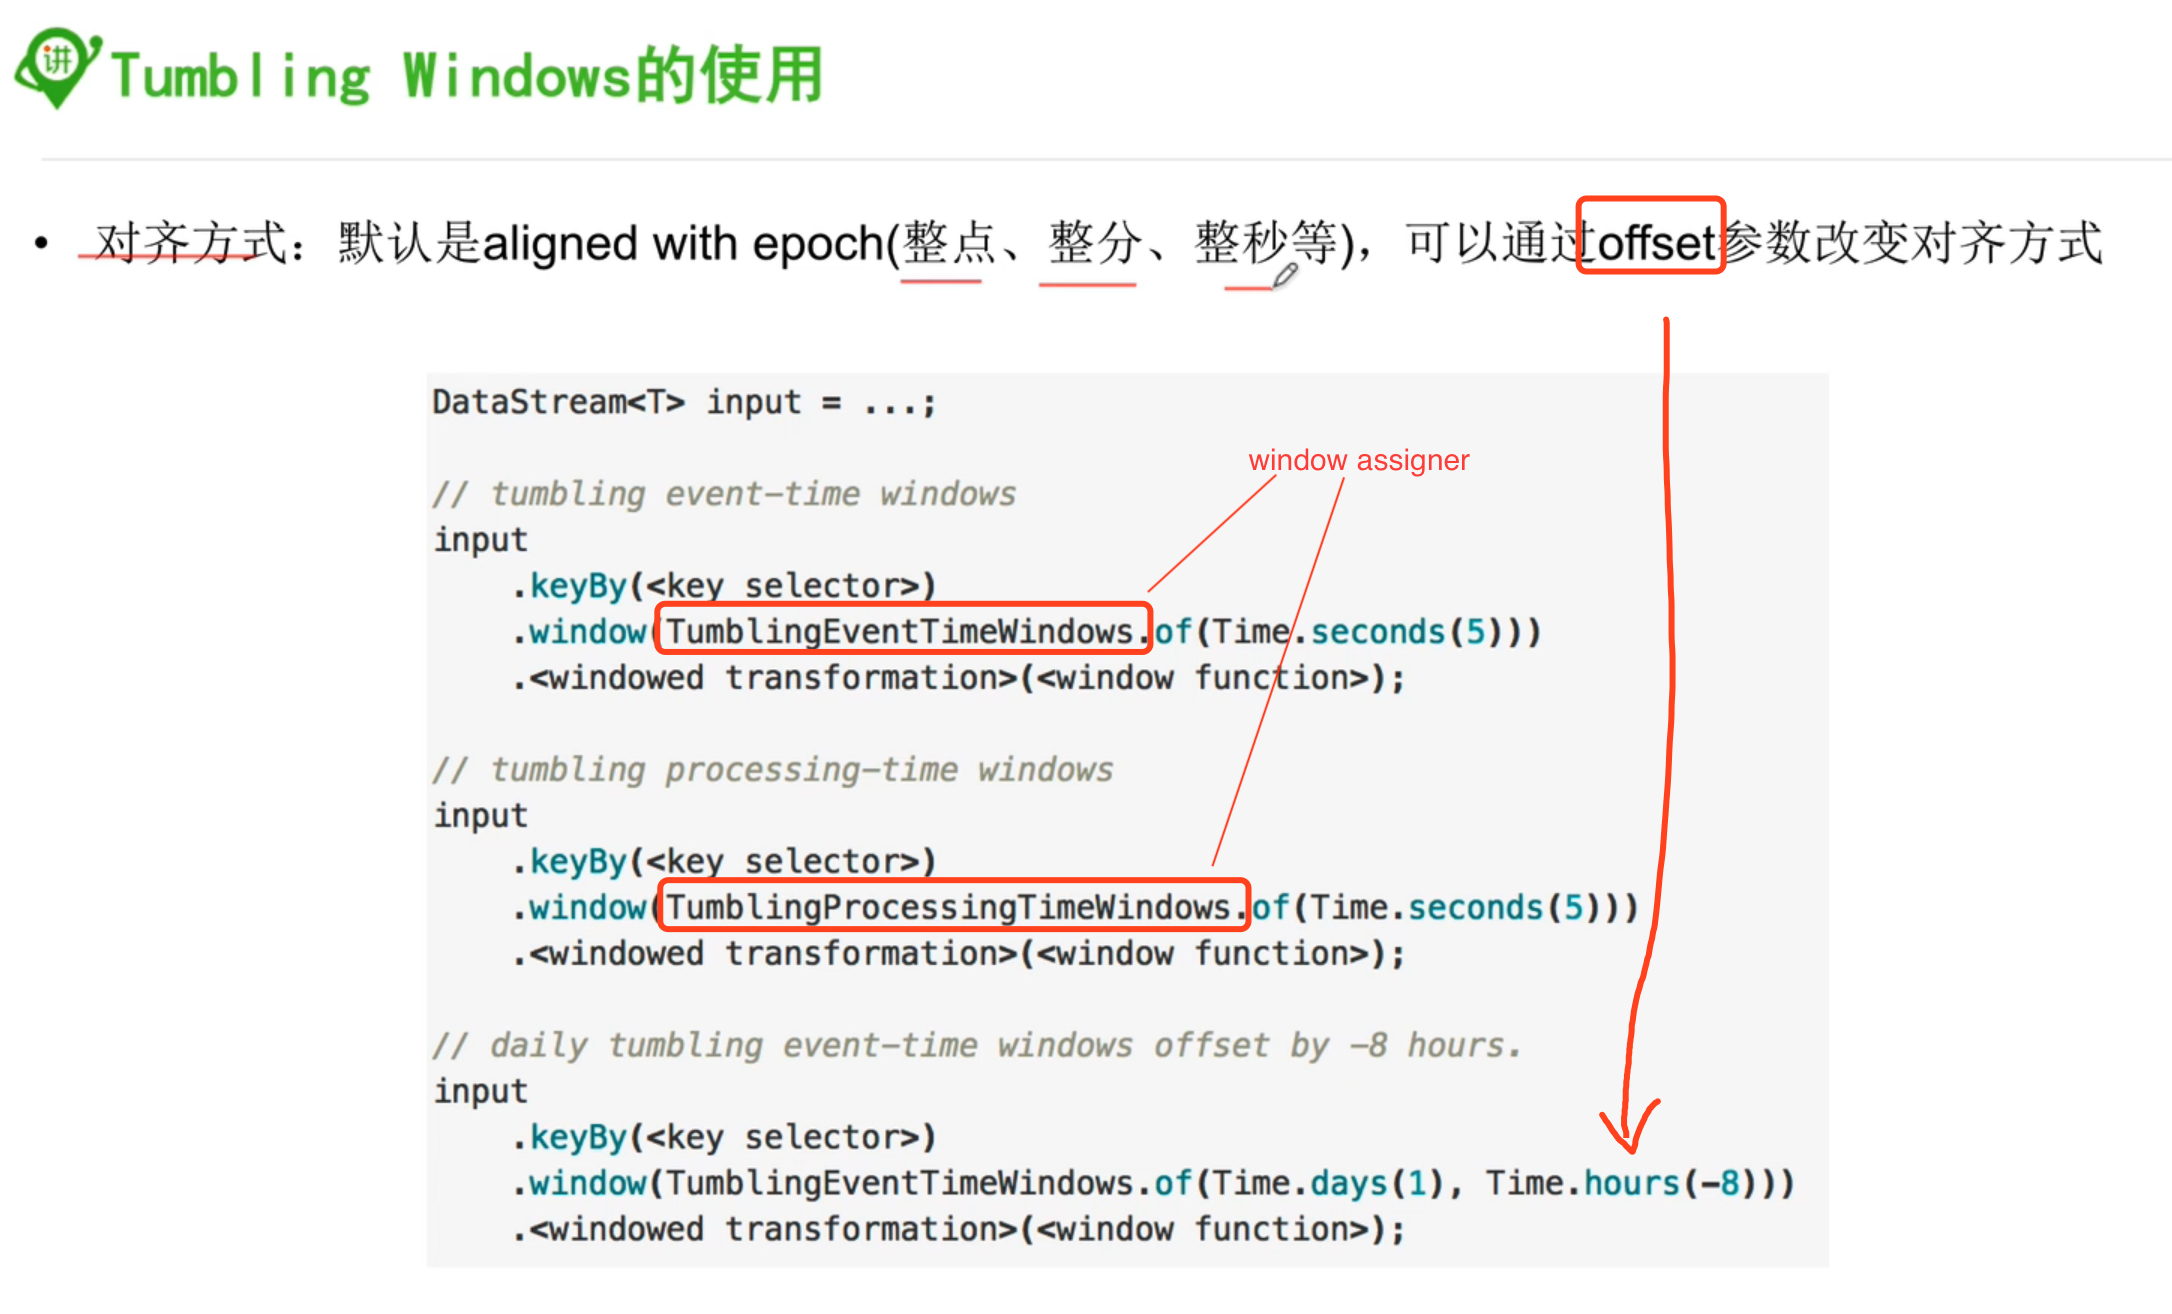 讲
Tumbling Windows的使用
• 对齐方式：默认是aligned with epoch(整点、整分、整秒等)，可以通过offset参数改变对齐方式
DataStream<T> input = ...;
window assigner
// tumbling event-time windows
input
    .keyBy(<key selector>)
    .window(TumblingEventTimeWindows.of(Time.seconds(5)))
    .<windowed transformation>(<window function>);
// tumbling processing-time windows
input
    .keyBy(<key selector>)
    .window(TumblingProcessingTimeWindows.of(Time.seconds(5)))
    .<windowed transformation>(<window function>);
// daily tumbling event-time windows offset by -8 hours.
input
    .keyBy(<key selector>)
    .window(TumblingEventTimeWindows.of(Time.days(1), Time.hours(-8)))
    .<windowed transformation>(<window function>);